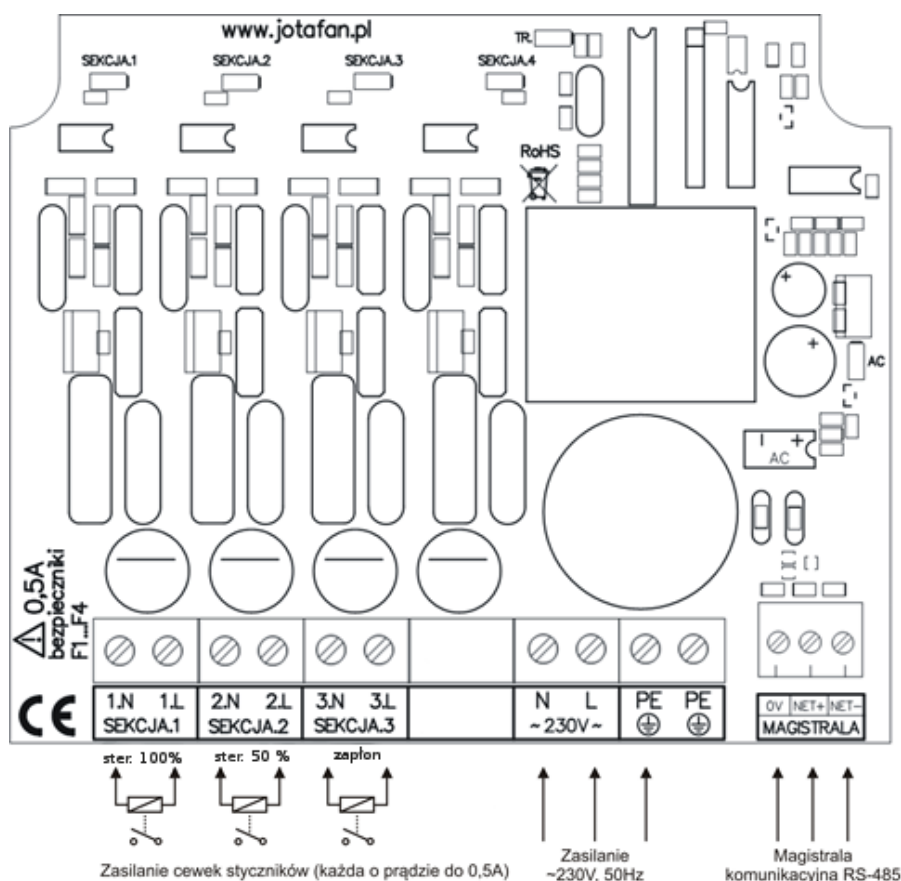 www.jotafan.pl
TR.
SEKCJA.1 SEKCJA.2 SEKCJA.3 SEKCJA.4
RoHS
+
+
AC
- +
AC
⚠ 0,5A
bezpieczniki
F1...F4
CE
1.N 1.L 2.N 2.L 3.N 3.L N L PE PE
SEKCJA.1 SEKCJA.2 SEKCJA.3 ~230V~
0V NET+ NET-
MAGISTRALA
ster. 100% ster. 50 % zapłon
Zasilanie cewek styczników (każda o prądzie do 0,5A)
Zasilanie
~230V, 50Hz
Magistrala
komunikacyjna RS-485